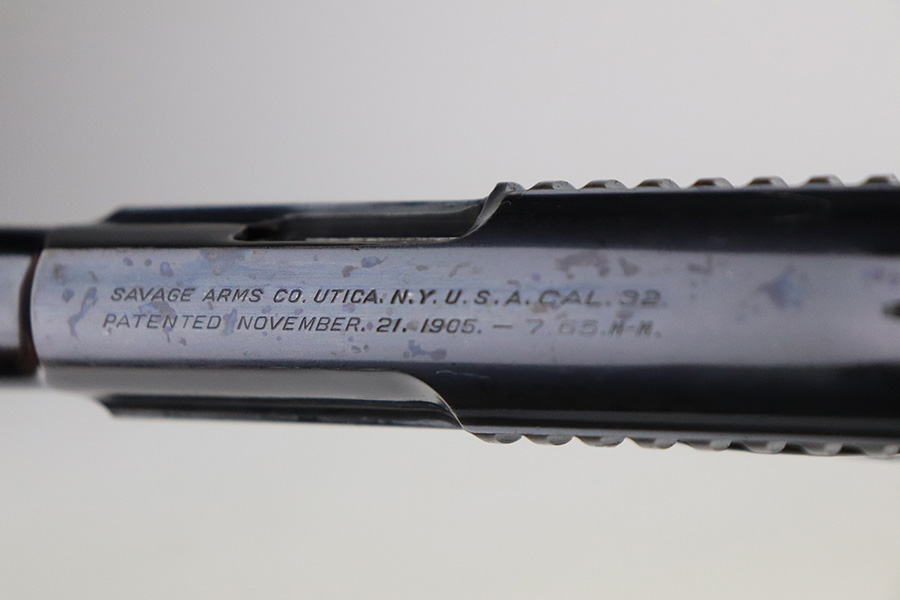 SAVAGE ARMS CO. UTICA. N.Y. U.S.A. CAL. 32.
PATENTED NOVEMBER. 21. 1905. — 7.65. M-M.